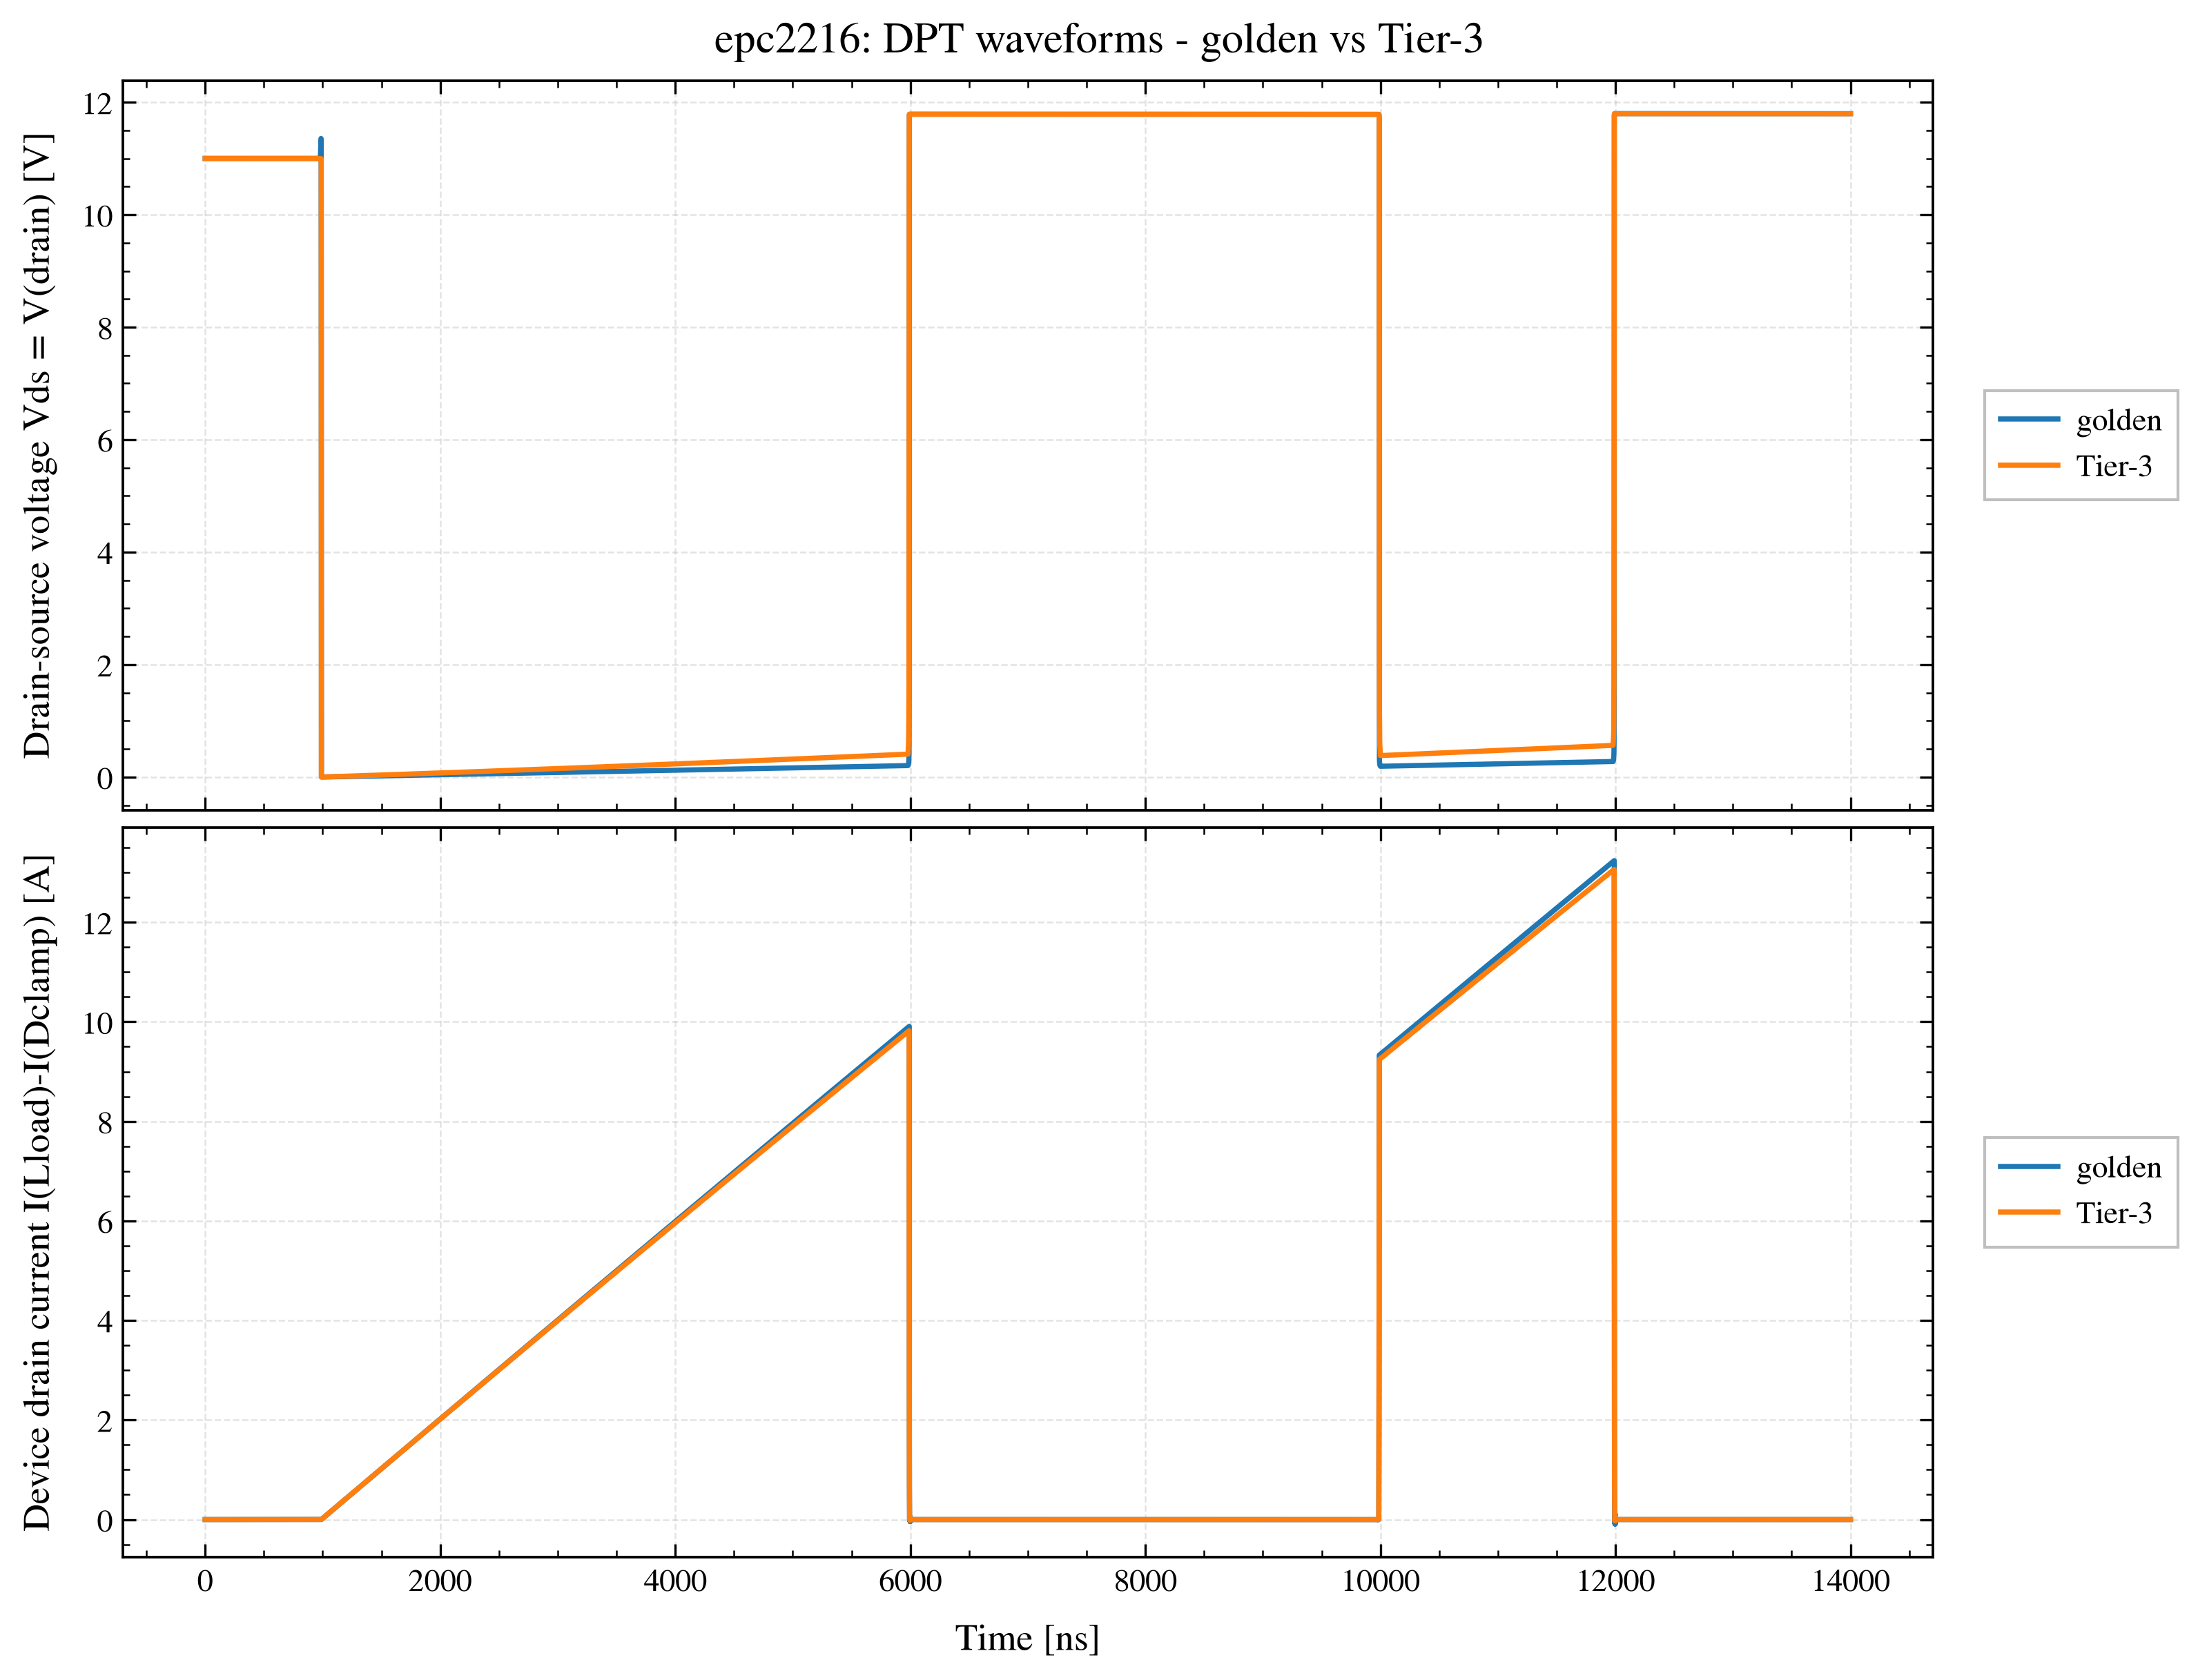 epc2216: DPT waveforms - golden vs Tier-3
Drain-source voltage Vds = V(drain) [V]
12
10
8
6
4
2
0
golden
Tier-3
Device drain current I(Lload)-I(Dclamp) [A]
12
10
8
6
4
2
0
golden
Tier-3
0 2000 4000 6000 8000 10000 12000 14000
Time [ns]